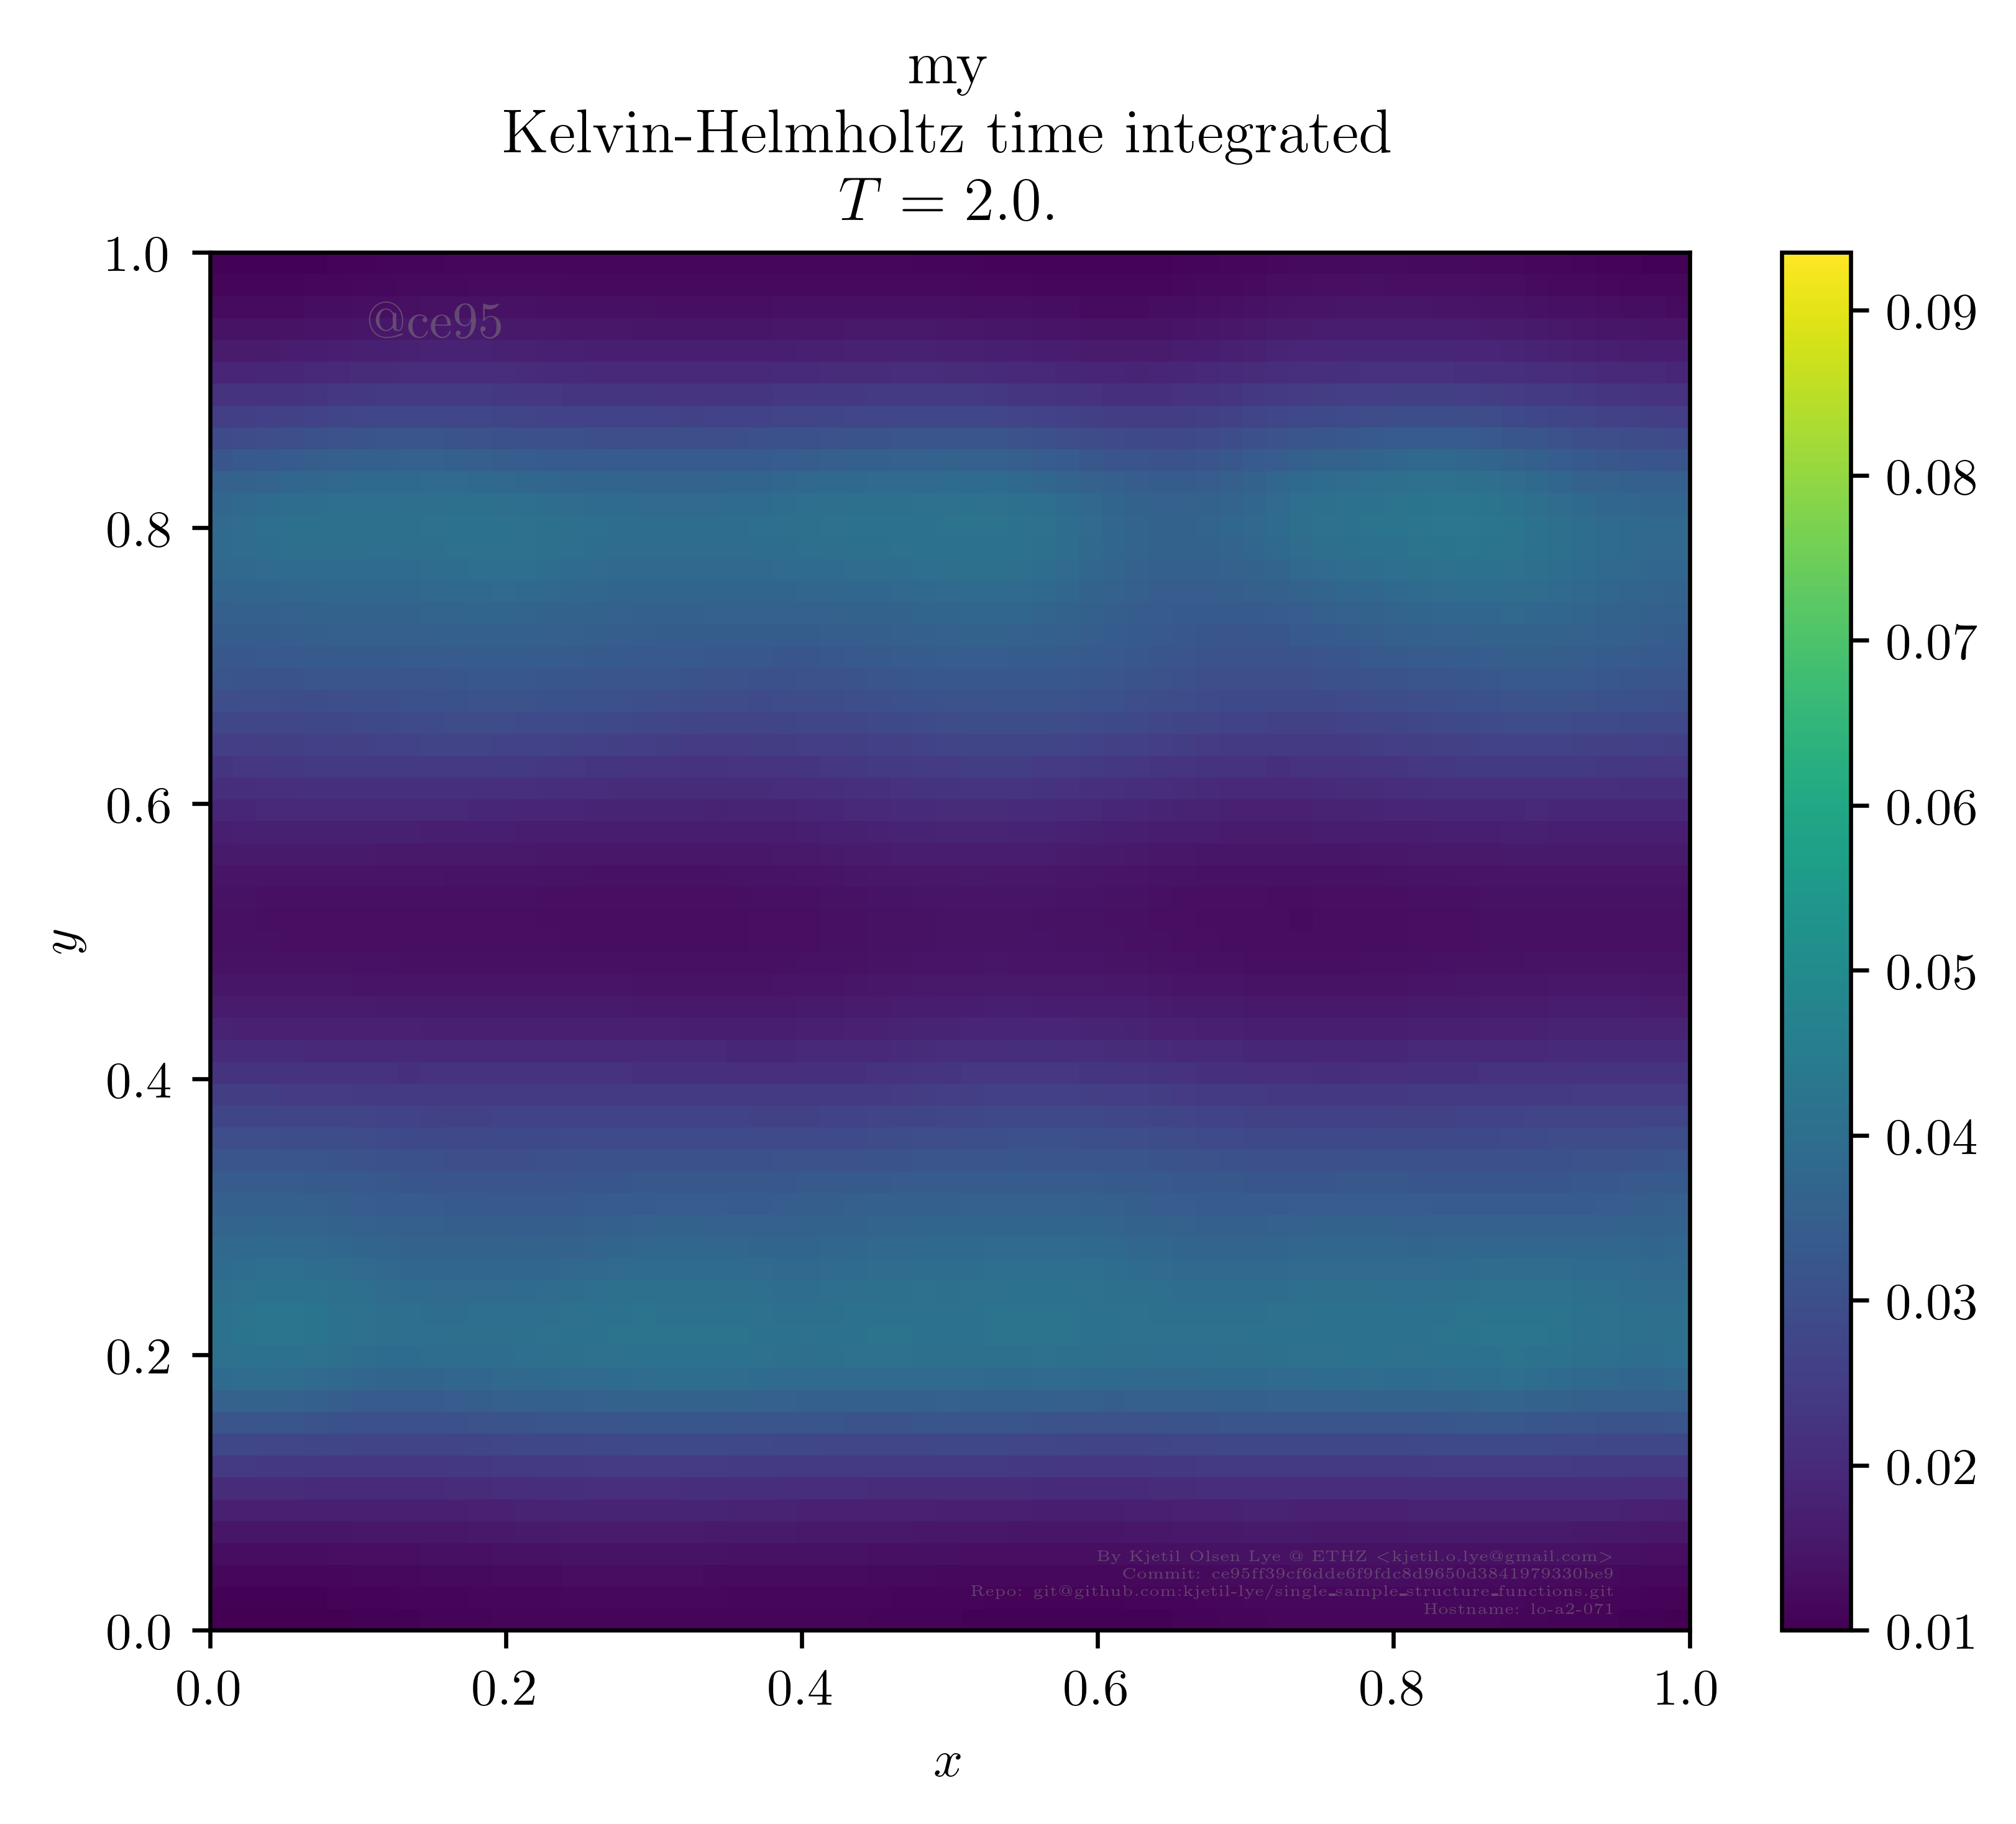 my
Kelvin-Helmholtz time integrated
T = 2.0.
1.0
0.8
0.6
0.4
0.2
0.0
y
@ce95
By Kjetil Olsen Lye @ ETHZ <kjetil.o.lye@gmail.com>
Commit: ce95ff39cf6dde6f9fdc8d9650d3841979330be9
Repo: git@github.com:kjetil-lye/single_sample_structure_functions.git
Hostname: lo-a2-071
0.0 0.2 0.4 0.6 0.8 1.0
x
0.09
0.08
0.07
0.06
0.05
0.04
0.03
0.02
0.01